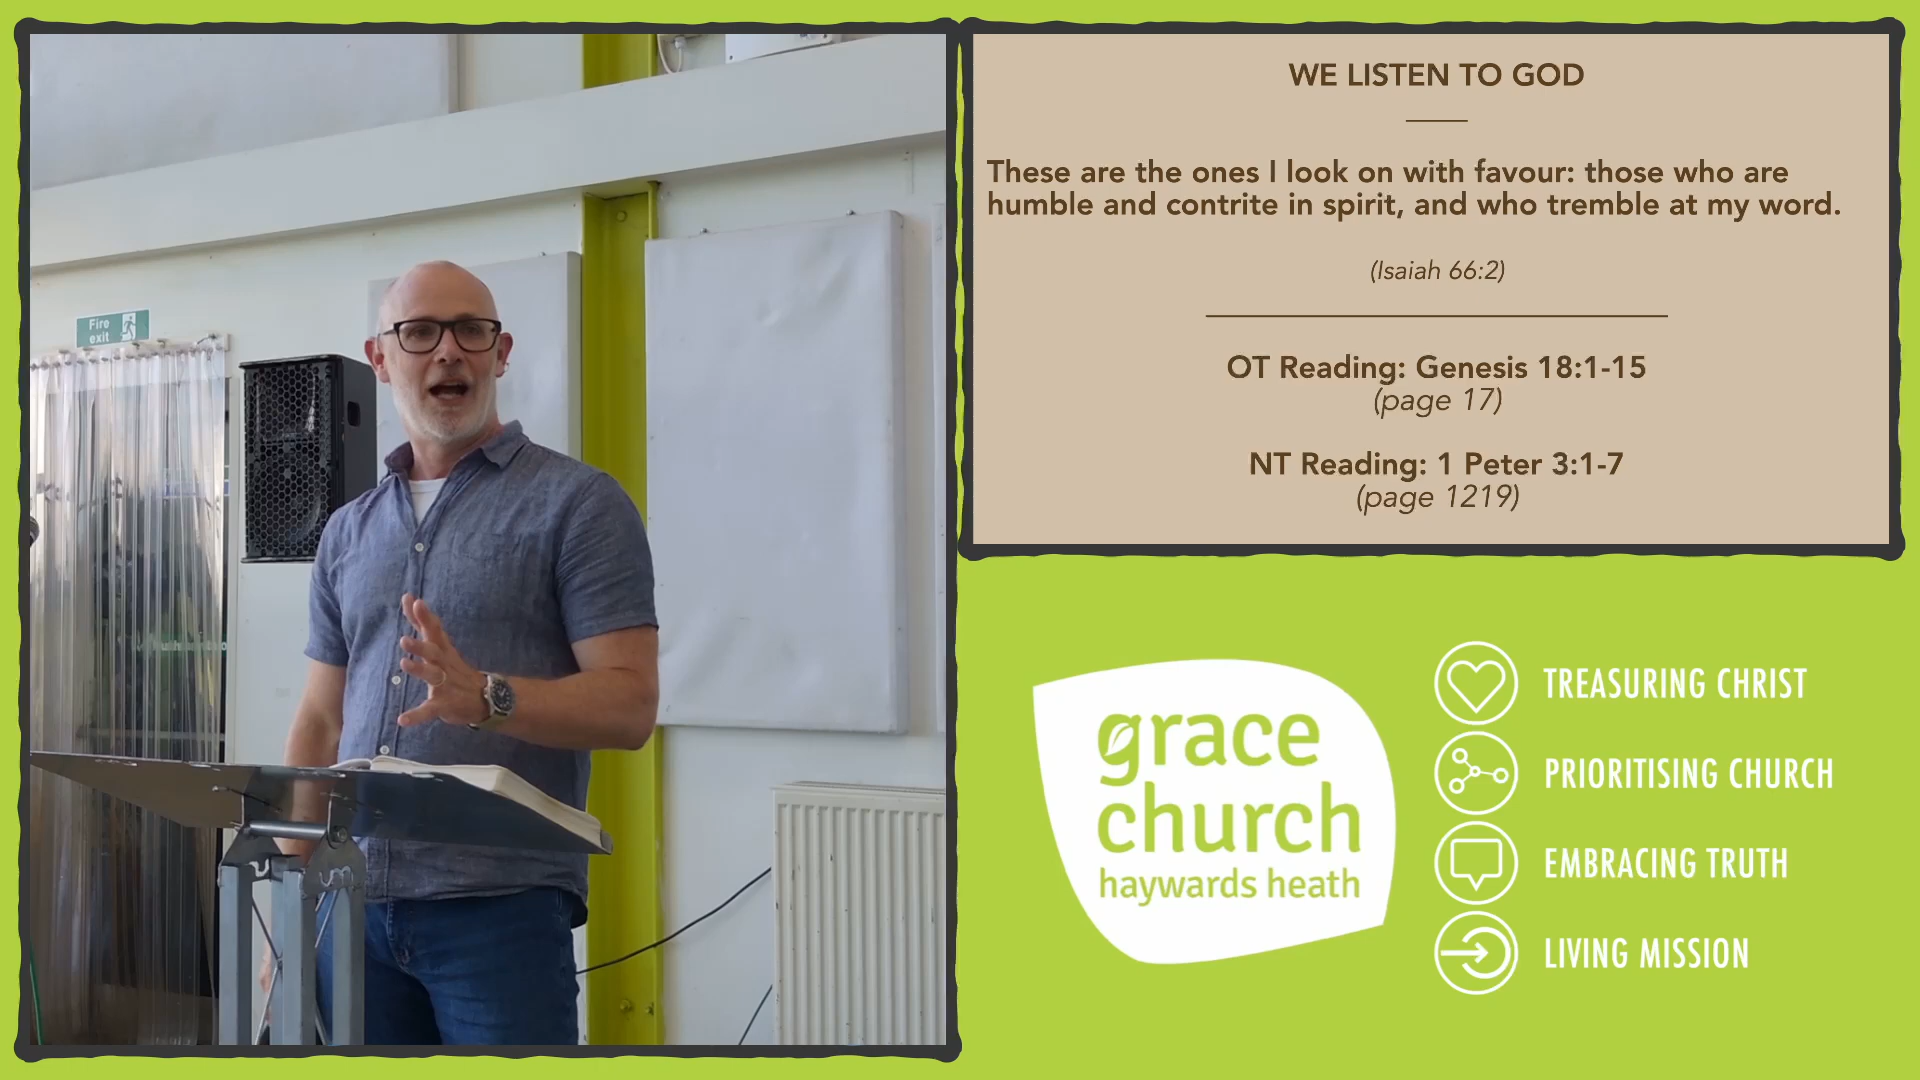 Fire
exit
WE LISTEN TO GOD
These are the ones I look on with favour: those who are
humble and contrite in spirit, and who tremble at my word.
(Isaiah 66:2)
OT Reading: Genesis 18:1-15
(page 17)
NT Reading: 1 Peter 3:1-7
(page 1219)
grace
church
haywards heath
TREASURING CHRIST
PRIORITISING CHURCH
EMBRACING TRUTH
LIVING MISSION